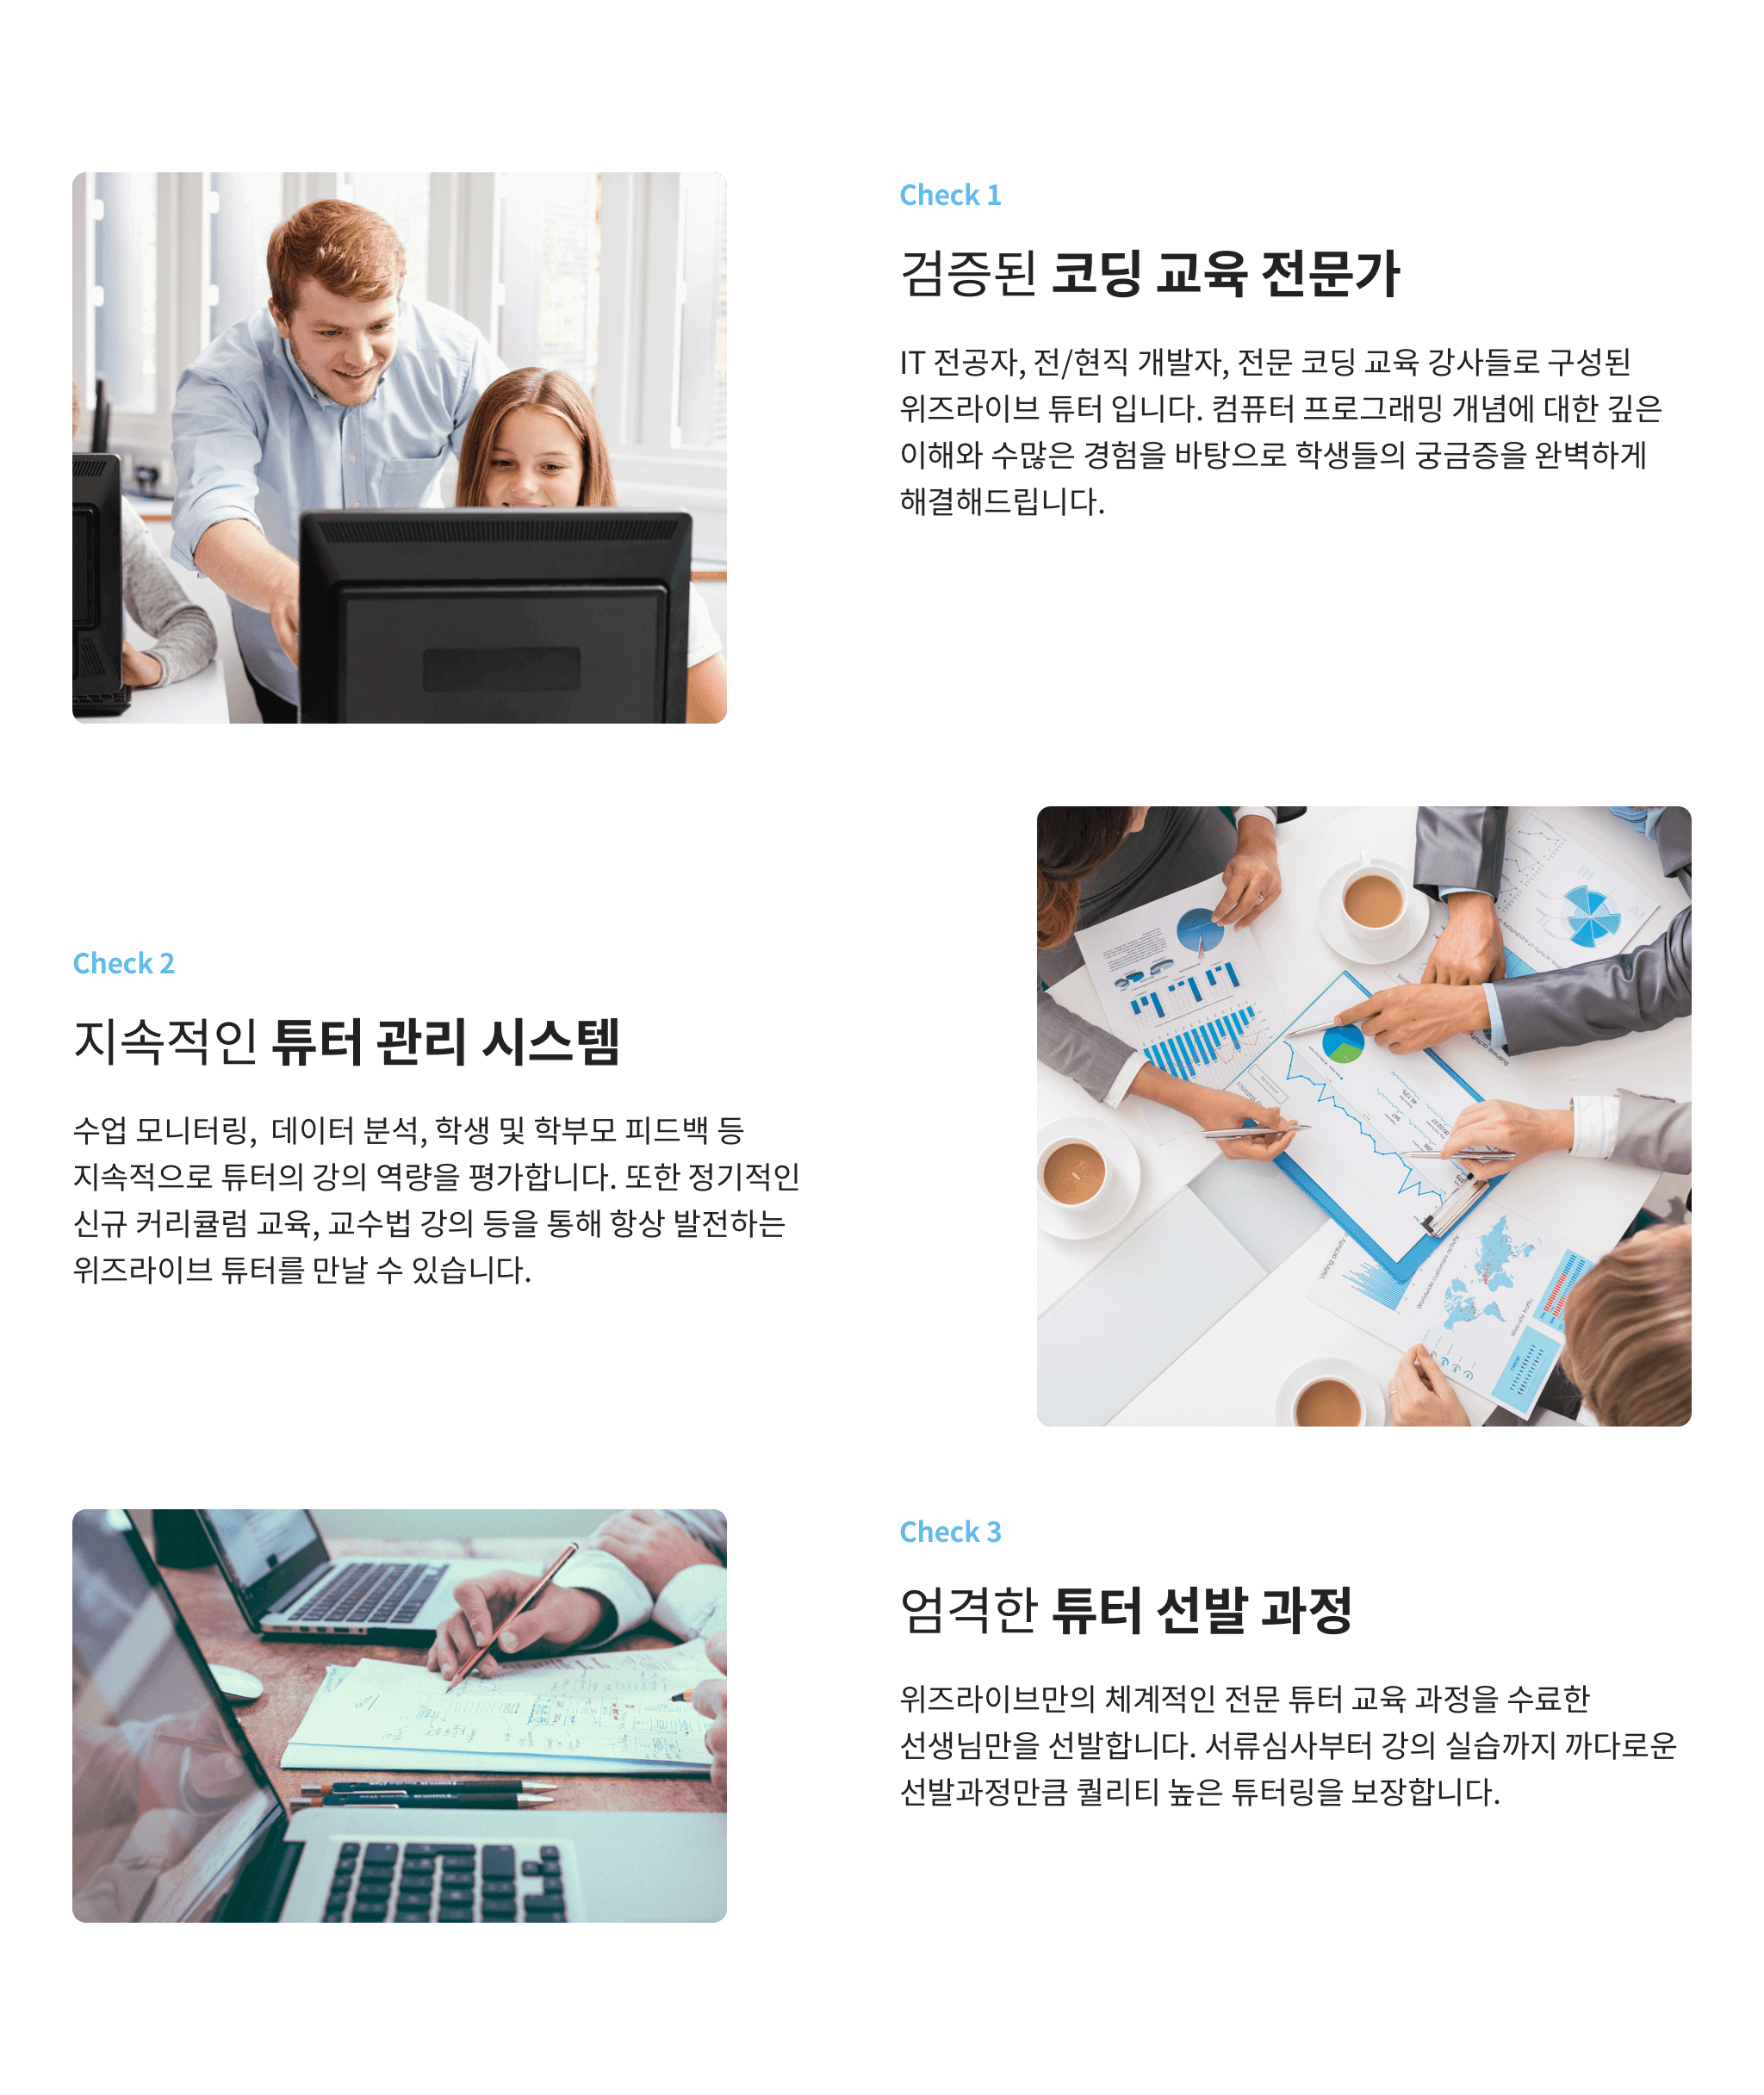 Check 1
검증된 코딩 교육 전문가
IT 전공자, 전/현직 개발자, 전문 코딩 교육 강사들로 구성된
위즈라이브 튜터 입니다. 컴퓨터 프로그래밍 개념에 대한 깊은
이해와 수많은 경험을 바탕으로 학생들의 궁금증을 완벽하게
해결해드립니다.
Check 2
지속적인 튜터 관리 시스템
수업 모니터링,  데이터 분석, 학생 및 학부모 피드백 등
지속적으로 튜터의 강의 역량을 평가합니다. 또한 정기적인
신규 커리큘럼 교육, 교수법 강의 등을 통해 항상 발전하는
위즈라이브 튜터를 만날 수 있습니다.
Worldwide customers activity
Web-site traffic
Check 3
엄격한 튜터 선발 과정
위즈라이브만의 체계적인 전문 튜터 교육 과정을 수료한
선생님만을 선발합니다. 서류심사부터 강의 실습까지 까다로운
선발과정만큼 퀄리티 높은 튜터링을 보장합니다.